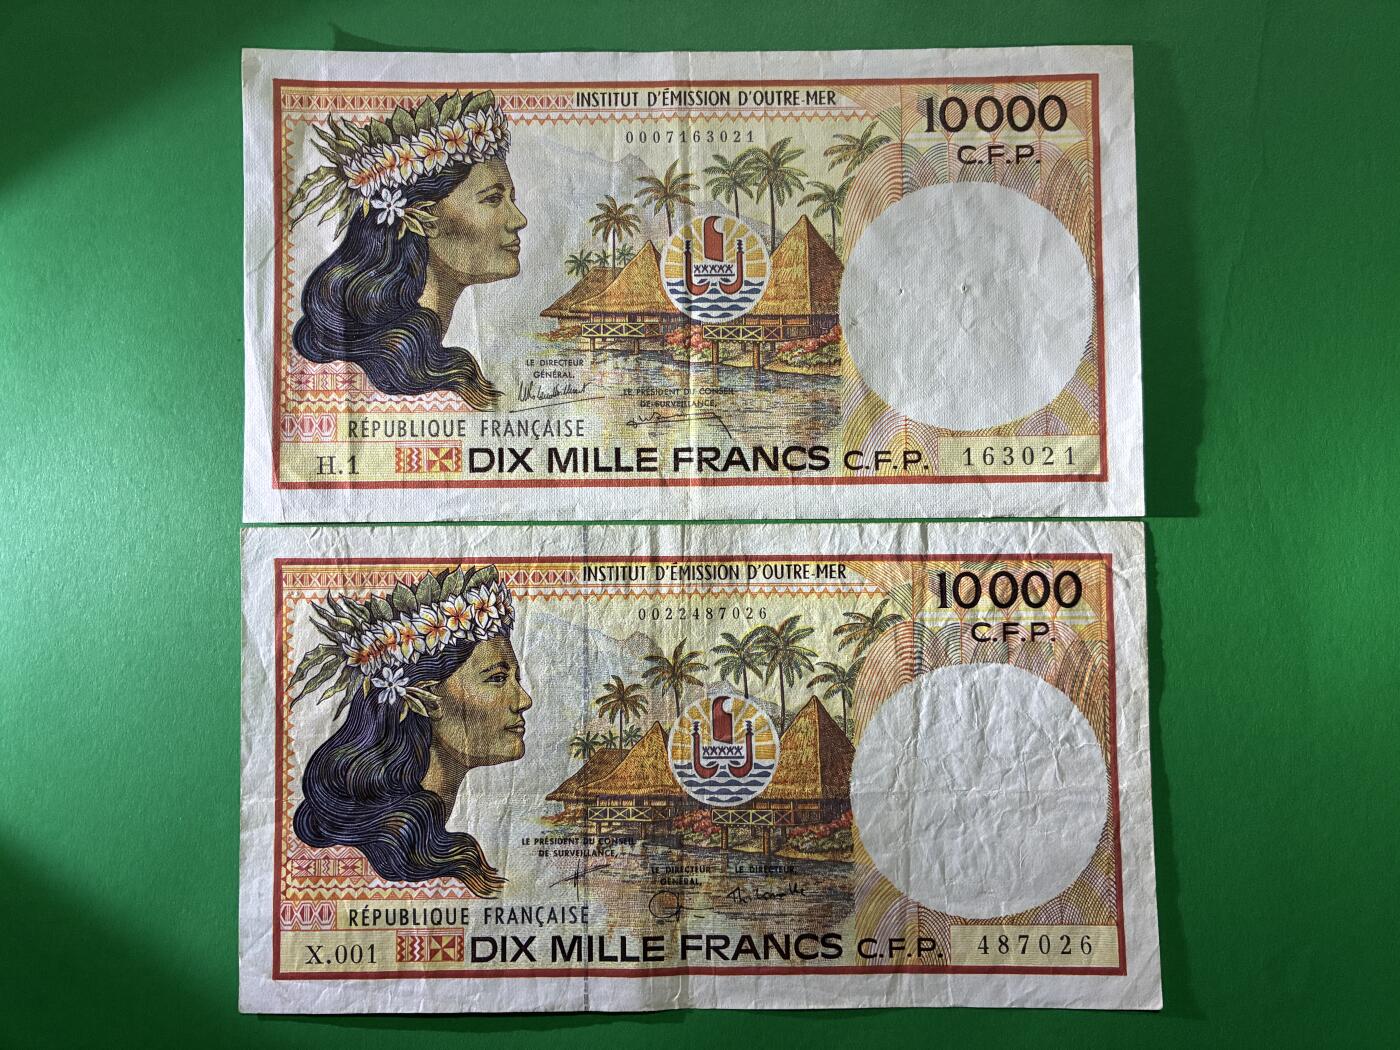 INSTITUT D'ÉMISSION D'OUTRE-MER
10000
C.F.P.
0007163021
LE DIRECTEUR
GÉNÉRAL,
LE PRÉSIDENT DU CONSEIL
DE SURVEILLANCE,
RÉPUBLIQUE FRANÇAISE
H.1
DIX MILLE FRANCS C.F.P.
163021
INSTITUT D'ÉMISSION D'OUTRE-MER
10000
C.F.P.
0022487026
LE PRÉSIDENT DU CONSEIL
DE SURVEILLANCE,
LE DIRECTEUR
GÉNÉRAL,
LE DIRECTEUR,
RÉPUBLIQUE FRANÇAISE
X.001
DIX MILLE FRANCS C.F.P.
487026